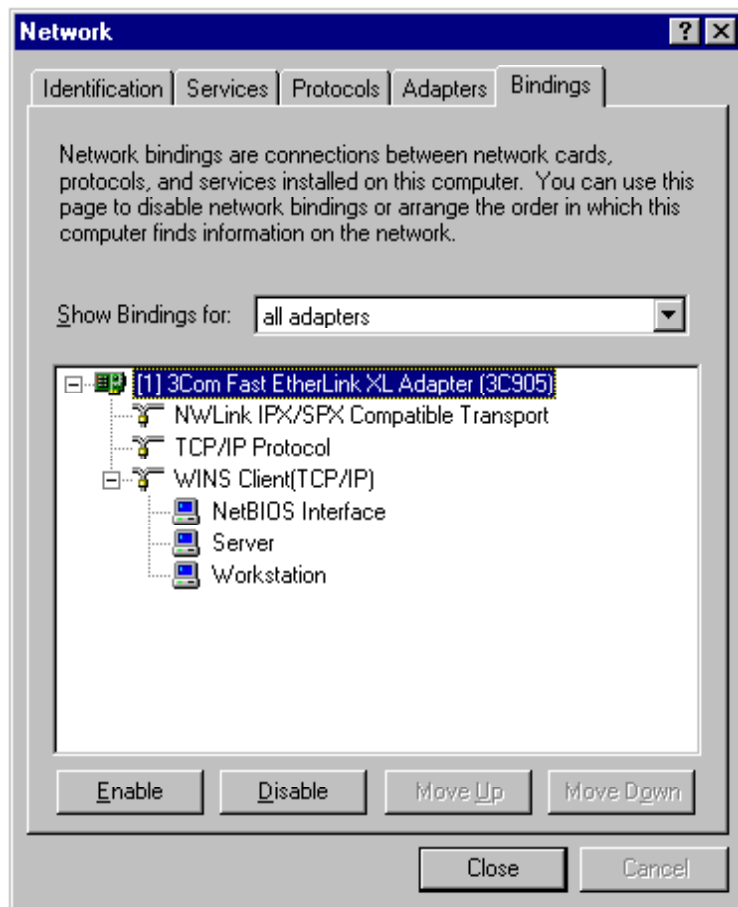 Network
Identification Services Protocols Adapters Bindings
Network bindings are connections between network cards,
protocols, and services installed on this computer. You can use this
page to disable network bindings or arrange the order in which this
computer finds information on the network.
Show Bindings for: all adapters
[1] 3Com Fast EtherLink XL Adapter (3C905)
NWLink IPX/SPX Compatible Transport
TCP/IP Protocol
WINS Client(TCP/IP)
NetBIOS Interface
Server
Workstation
Enable Disable Move Up Move Down
Close Cancel